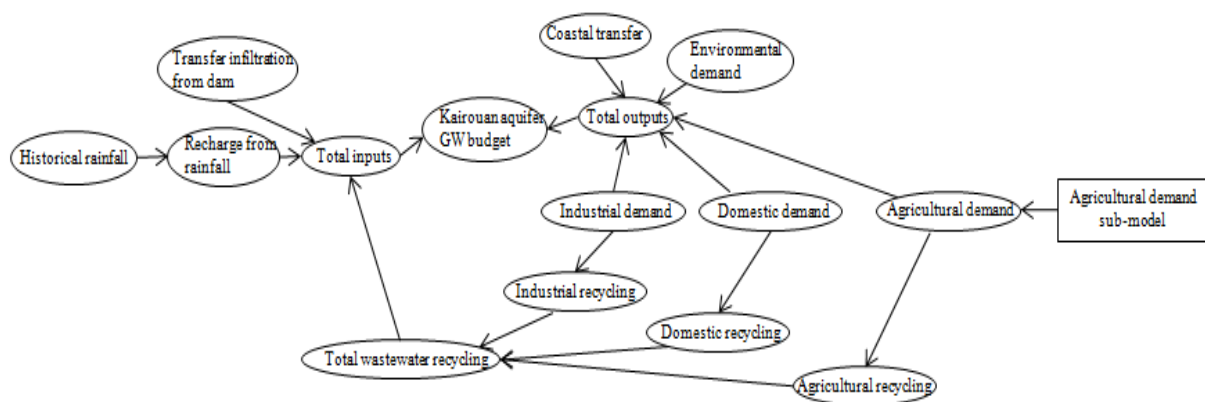 Coastal transfer
Environmental
demand
Transfer infiltration
from dam
Kairouan aquifer
GW budget
Total outputs
Historical rainfall
Recharge from
rainfall
Total inputs
Industrial demand
Domestic demand
Agricultural demand
Agricultural demand
sub-model
Industrial recycling
Domestic recycling
Total wastewater recycling
Agricultural recycling